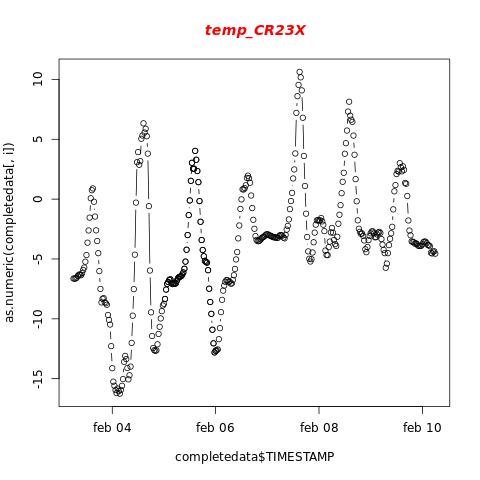 temp_CR23X
as.numeric(completedata[, i])
10
5
0
-5
-10
-15
feb 04
feb 06
feb 08
feb 10
completedata$TIMESTAMP